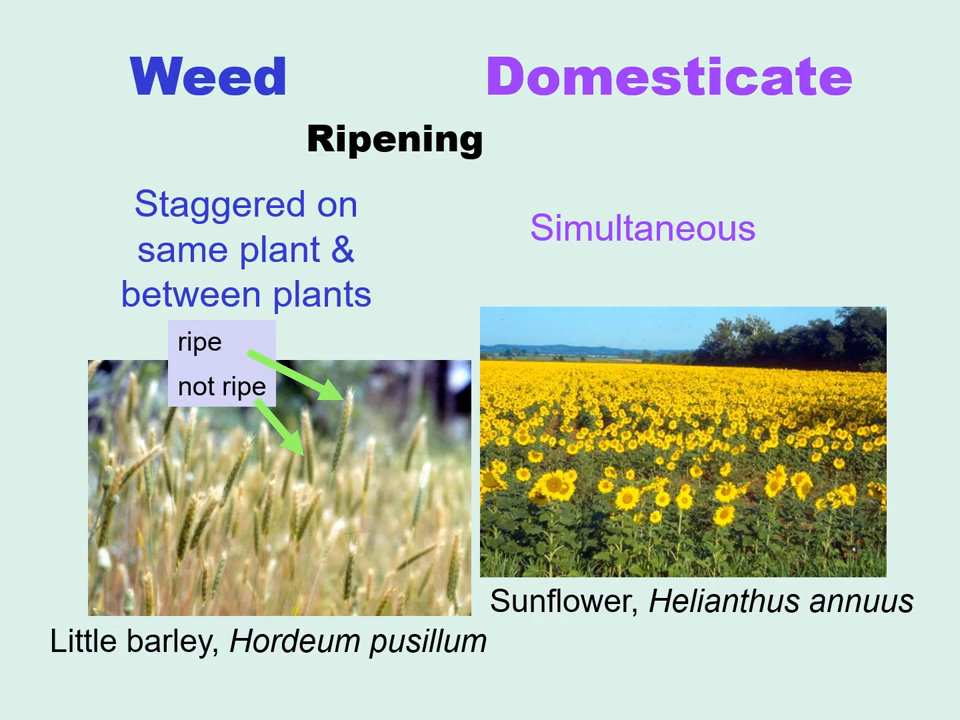 Weed
Domesticate
Ripening
Staggered on
same plant &
between plants
Simultaneous
ripe
not ripe
Sunflower, Helianthus annuus
Little barley, Hordeum pusillum